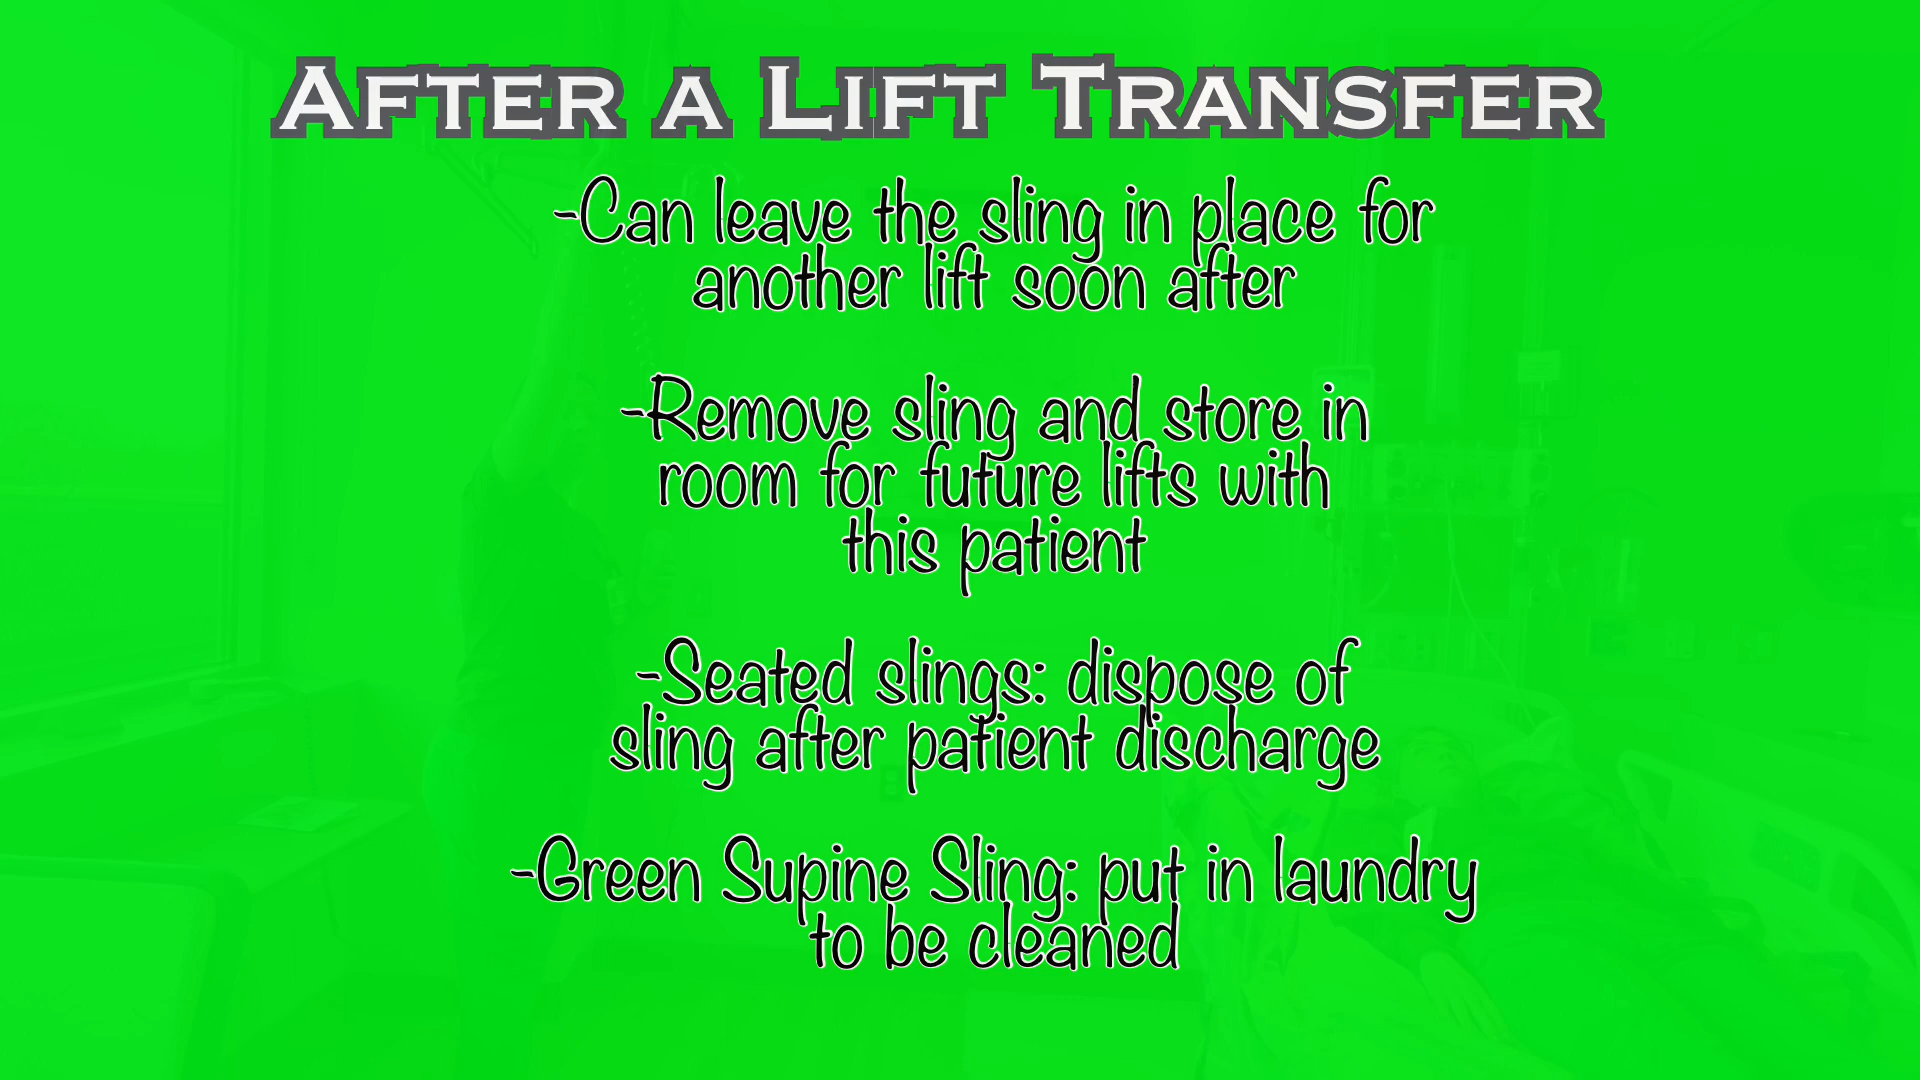 After a Lift Transfer
-Can leave the sling in place for
another lift soon after
-Remove sling and store in
room for future lifts with
this patient
-Seated slings: dispose of
sling after patient discharge
-Green Supine Sling: put in laundry
to be cleaned